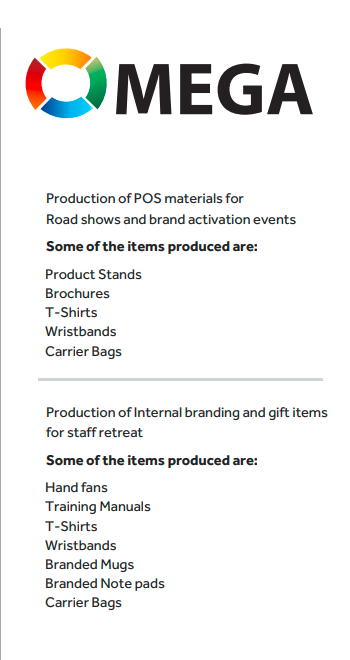 OMEGA
Production of POS materials for
Road shows and brand activation events
Some of the items produced are:
Product Stands
Brochures
T-Shirts
Wristbands
Carrier Bags
Production of Internal branding and gift items
for staff retreat
Some of the items produced are:
Hand fans
Training Manuals
T-Shirts
Wristbands
Branded Mugs
Branded Note pads
Carrier Bags